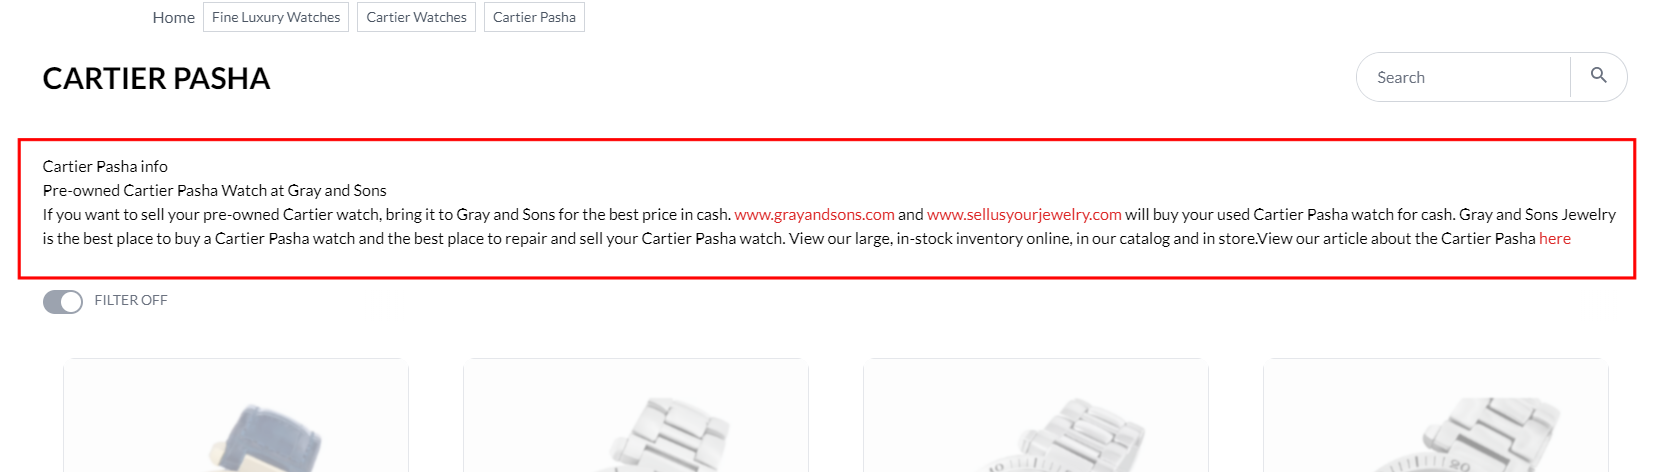 Home Fine Luxury Watches Cartier Watches Cartier Pasha
CARTIER PASHA
Search
Cartier Pasha info
Pre-owned Cartier Pasha Watch at Gray and Sons
If you want to sell your pre-owned Cartier watch, bring it to Gray and Sons for the best price in cash. www.grayandsons.com and www.sellusyourjewelry.com will buy your used Cartier Pasha watch for cash. Gray and Sons Jewelry
is the best place to buy a Cartier Pasha watch and the best place to repair and sell your Cartier Pasha watch. View our large, in-stock inventory online, in our catalog and in store.View our article about the Cartier Pasha here
FILTER OFF
10 20